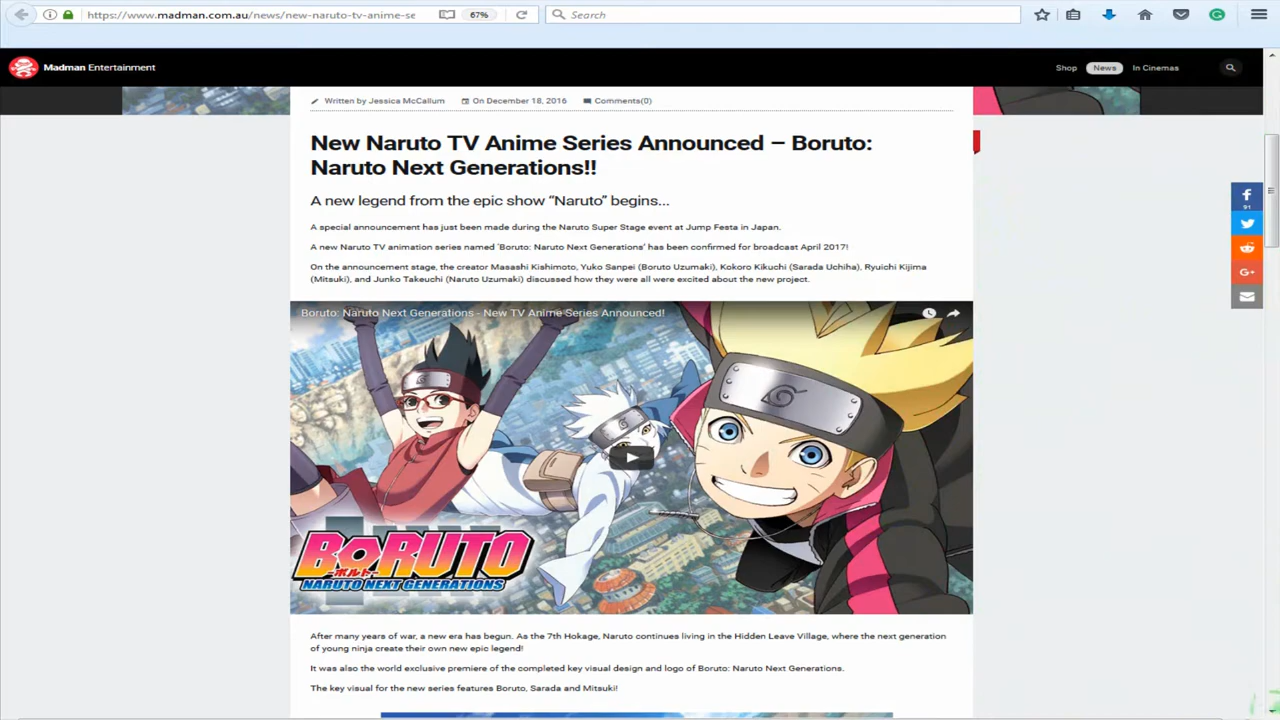 https://www.madman.com.au/news/new-naruto-tv-anime-se
67%
Search
Madman Entertainment
Shop
News
In Cinemas
Written by Jessica McCallum
On December 18, 2016
Comments(0)
New Naruto TV Anime Series Announced – Boruto:
Naruto Next Generations!!
A new legend from the epic show “Naruto” begins...
A special announcement has just been made during the Naruto Super Stage event at Jump Festa in Japan.
A new Naruto TV animation series named 'Boruto: Naruto Next Generations' has been confirmed for broadcast April 2017!
On the announcement stage, the creator Masashi Kishimoto, Yuko Sanpei (Boruto Uzumaki), Kokoro Kikuchi (Sarada Uchiha), Ryuichi Kijima
(Mitsuki), and Junko Takeuchi (Naruto Uzumaki) discussed how they were all were excited about the new project.
91
Boruto: Naruto Next Generations - New TV Anime Series Announced!
BORUTO
ボルト
NARUTO NEXT GENERATIONS
After many years of war, a new era has begun. As the 7th Hokage, Naruto continues living in the Hidden Leave Village, where the next generation
of young ninja create their own new epic legend!
It was also the world exclusive premiere of the completed key visual design and logo of Boruto: Naruto Next Generations.
The key visual for the new series features Boruto, Sarada and Mitsuki!